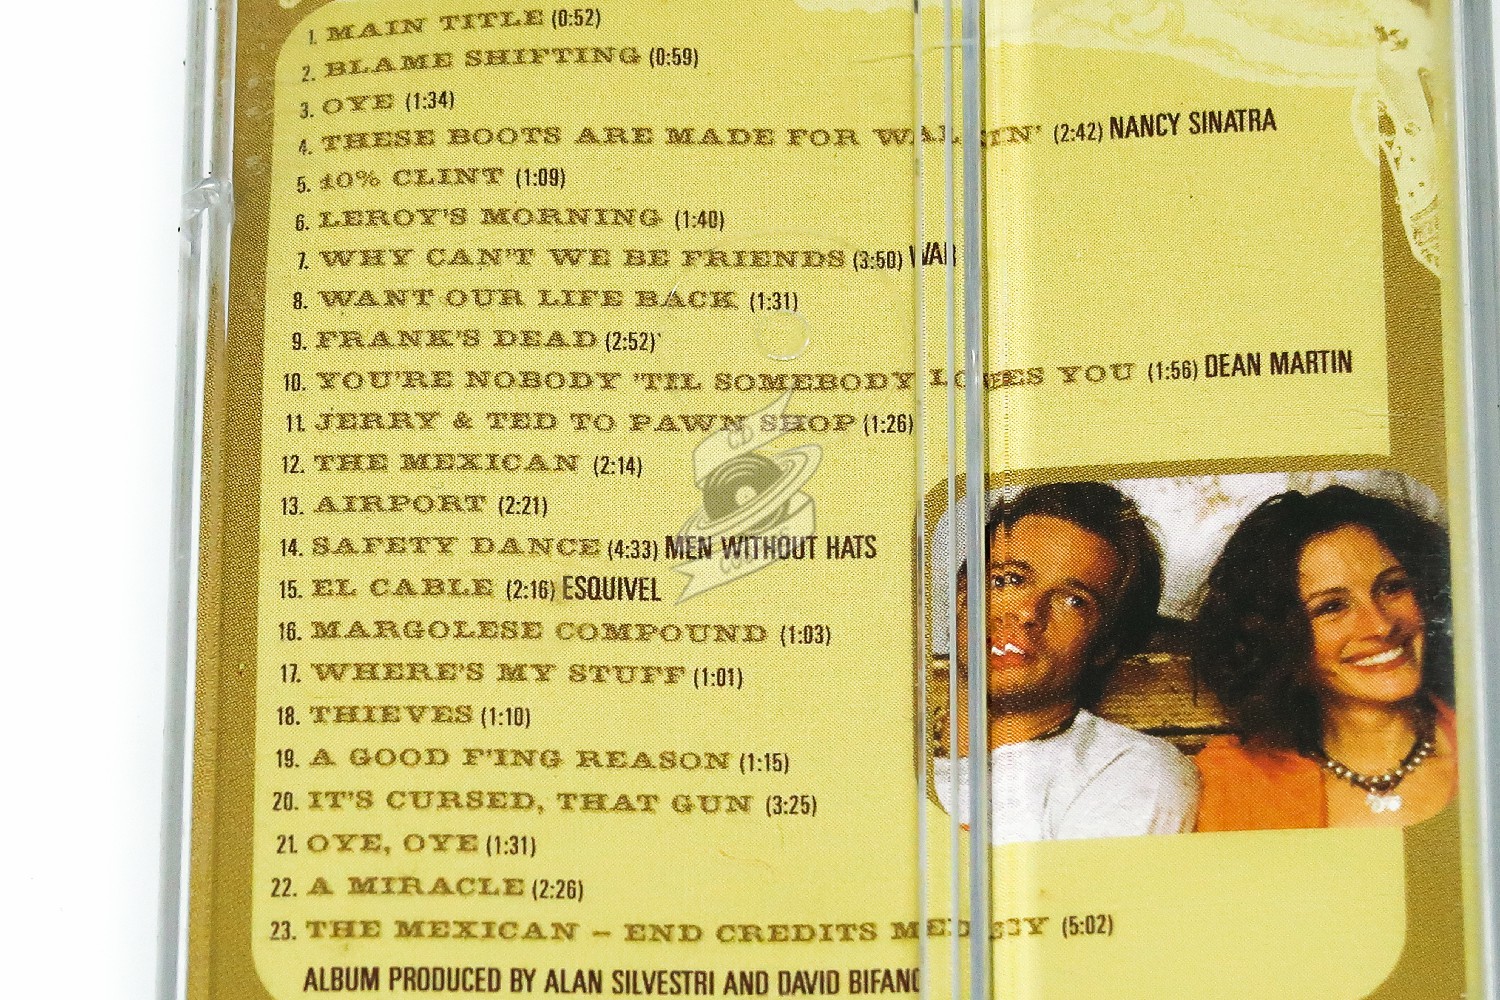 1. MAIN TITLE (0:52)
2. BLAME SHIFTING (0:59)
3. OYE (1:34)
4. THESE BOOTS ARE MADE FOR WALKIN' (2:42) NANCY SINATRA
5. 10% CLINT (1:09)
6. LEROY'S MORNING (1:40)
7. WHY CAN'T WE BE FRIENDS (3:50) WAR
8. WANT OUR LIFE BACK (1:31)
9. FRANK'S DEAD (2:52)
10. YOU'RE NOBODY 'TIL SOMEBODY LOVES YOU (1:56) DEAN MARTIN
11. JERRY & TED TO PAWN SHOP (1:26)
12. THE MEXICAN (2:14)
13. AIRPORT (2:21)
14. SAFETY DANCE (4:33) MEN WITHOUT HATS
15. EL CABLE (2:16) ESQUIVEL
16. MARGOLESE COMPOUND (1:03)
17. WHERE'S MY STUFF (1:01)
18. THIEVES (1:10)
19. A GOOD F'ING REASON (1:15)
20. IT'S CURSED, THAT GUN (3:25)
21. OYE, OYE (1:31)
22. A MIRACLE (2:26)
23. THE MEXICAN – END CREDITS MEDLEY (5:02)
ALBUM PRODUCED BY ALAN SILVESTRI AND DAVID BIFANO
CD